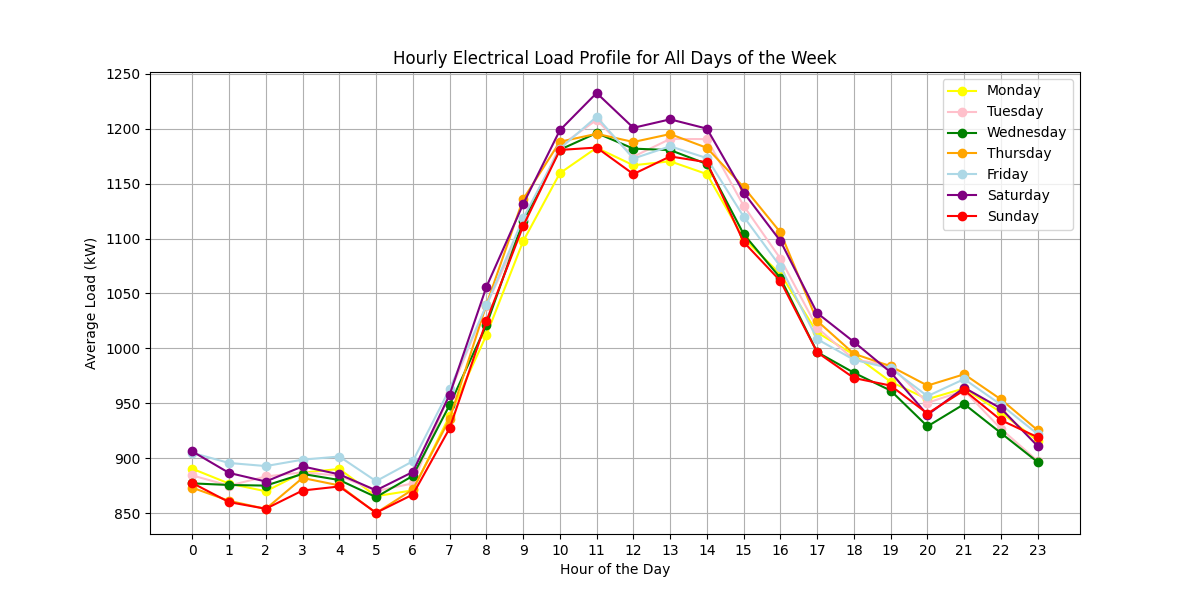 Hourly Electrical Load Profile for All Days of the Week
1250
1200
1150
1100
1050
1000
950
900
850
Average Load (kW)
Monday
Tuesday
Wednesday
Thursday
Friday
Saturday
Sunday
0 1 2 3 4 5 6 7 8 9 10 11 12 13 14 15 16 17 18 19 20 21 22 23
Hour of the Day